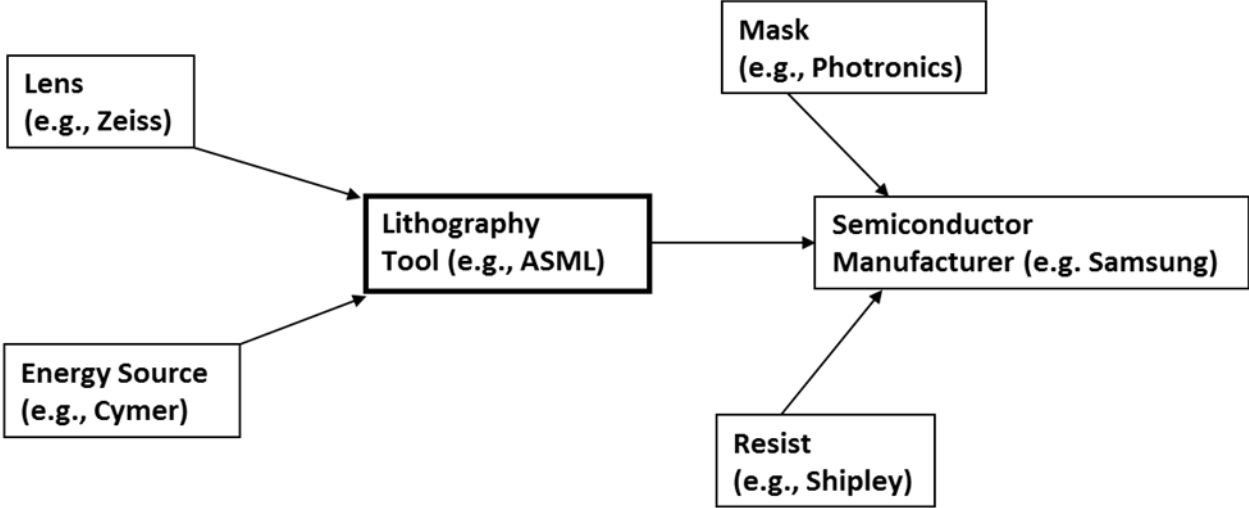 Lens
(e.g., Zeiss)
Energy Source
(e.g., Cymer)
Lithography
Tool (e.g., ASML)
Mask
(e.g., Photronics)
Semiconductor
Manufacturer (e.g. Samsung)
Resist
(e.g., Shipley)